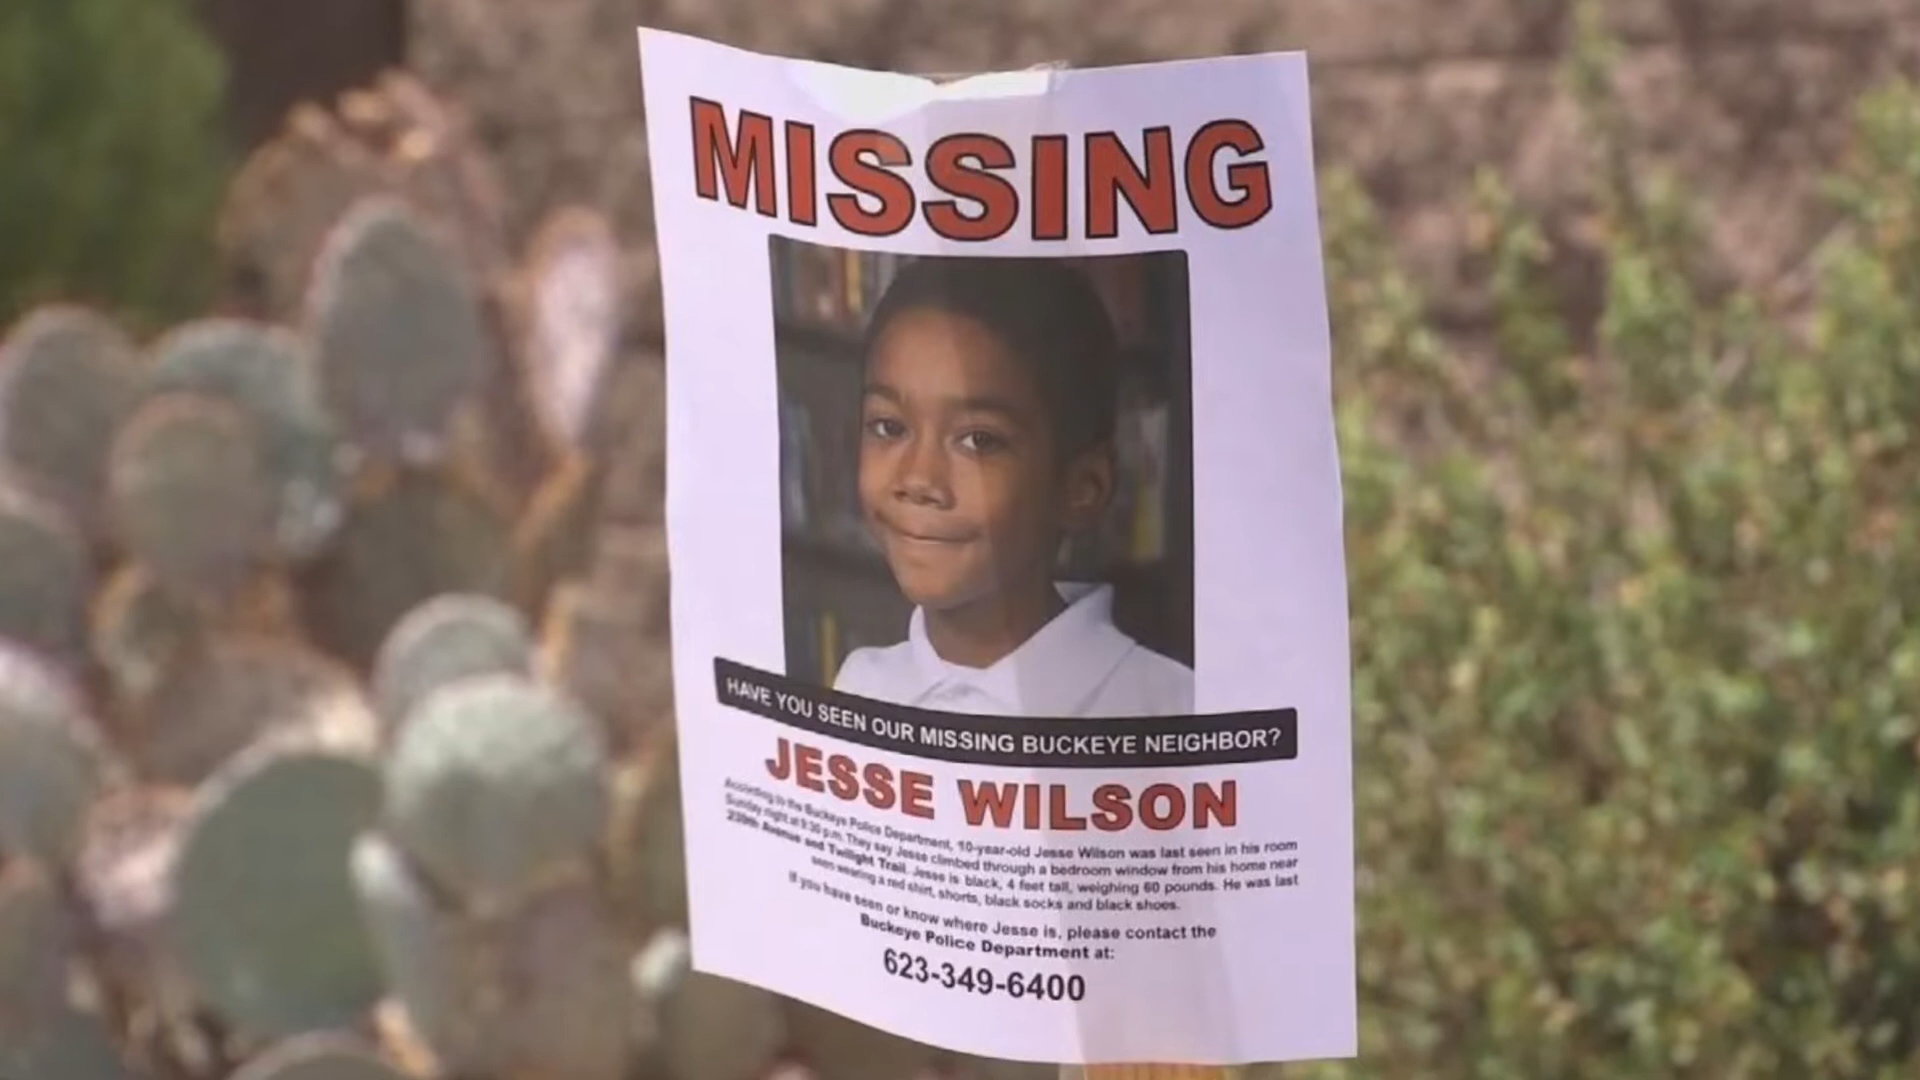 MISSING
HAVE YOU SEEN OUR MISSING BUCKEYE NEIGHBOR?
JESSE WILSON
According to the Buckeye Police Department, 10-year-old Jesse Wilson was last seen in his room
Sunday night at 9:30 p.m. They say Jesse climbed through a bedroom window from his home near
230th Avenue and Twilight Trail. Jesse is black, 4 feet tall, weighing 60 pounds. He was last
seen wearing a red shirt, shorts, black socks and black shoes.
If you have seen or know where Jesse is, please contact the
Buckeye Police Department at:
623-349-6400